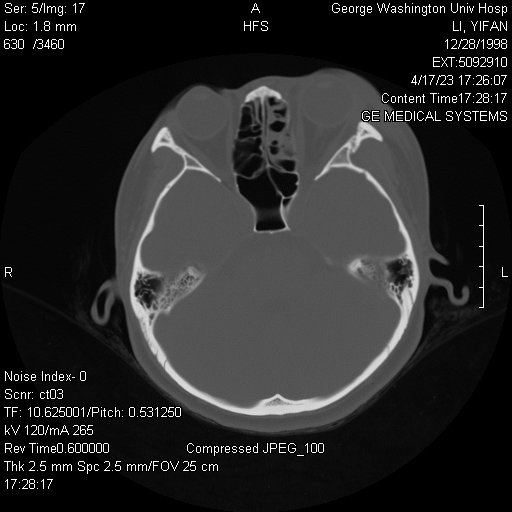 Ser: 5/Img: 17
Loc: 1.8 mm
630 /3460
A
HFS
George Washington Univ Hosp
LI, YIFAN
12/28/1998
EXT:5092910
4/17/23 17:26:07
Content Time17:28:17
GE MEDICAL SYSTEMS
R
L
Noise Index- 0
Scnr: ct03
TF: 10.625001/Pitch: 0.531250
kV 120/mA 265
Rev Time0.600000
Compressed JPEG_100
Thk 2.5 mm Spc 2.5 mm/FOV 25 cm
17:28:17